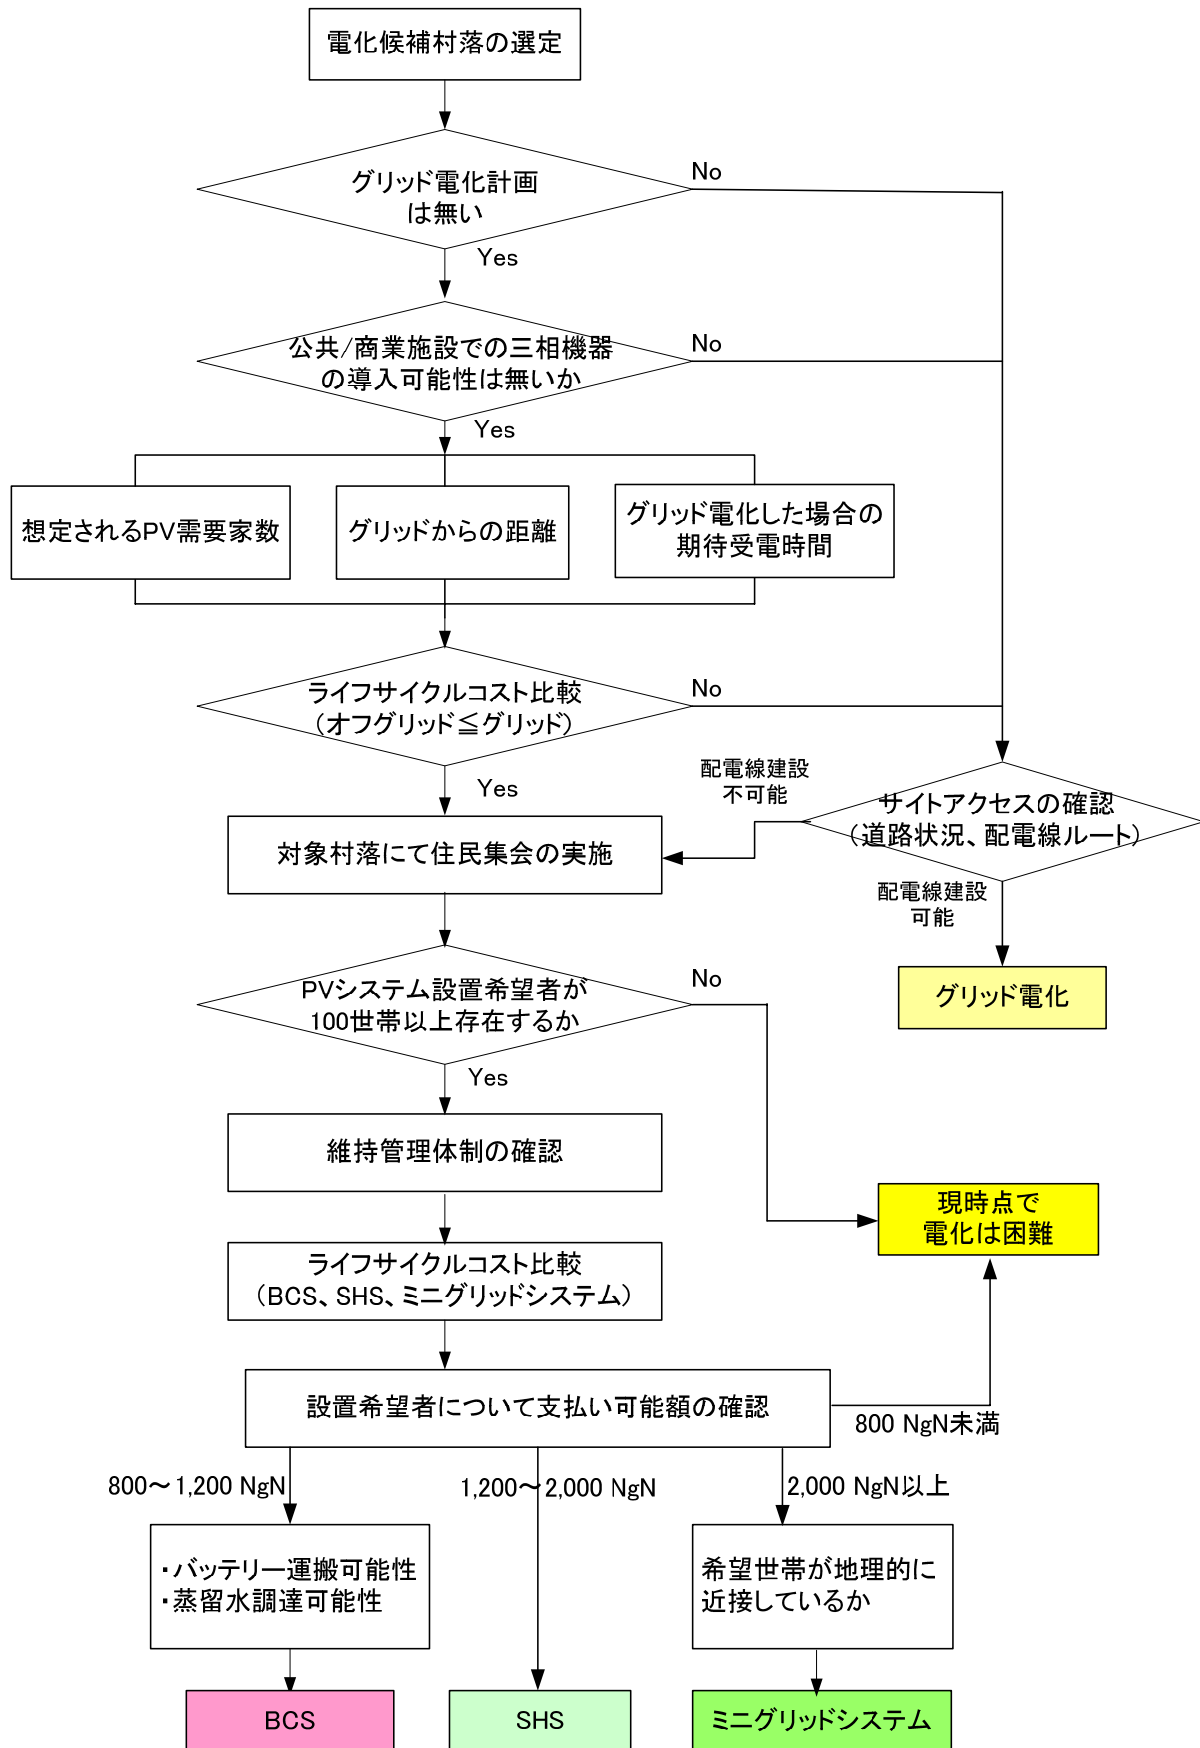 電化候補村落の選定
グリッド電化計画
は無い
No
Yes
公共/商業施設での三相機器
の導入可能性は無いか
No
Yes
想定されるPV需要家数
グリッドからの距離
グリッド電化した場合の
期待受電時間
ライフサイクルコスト比較
(オフグリッド≦グリッド)
No
Yes
配電線建設
不可能
サイトアクセスの確認
(道路状況、配電線ルート)
対象村落にて住民集会の実施
配電線建設
可能
グリッド電化
PVシステム設置希望者が
100世帯以上存在するか
No
Yes
維持管理体制の確認
現時点で
電化は困難
ライフサイクルコスト比較
(BCS、SHS、ミニグリッドシステム)
設置希望者について支払い可能額の確認
800 NgN未満
800～1,200 NgN
1,200～2,000 NgN
2,000 NgN以上
・バッテリー運搬可能性
・蒸留水調達可能性
希望世帯が地理的に
近接しているか
BCS
SHS
ミニグリッドシステム